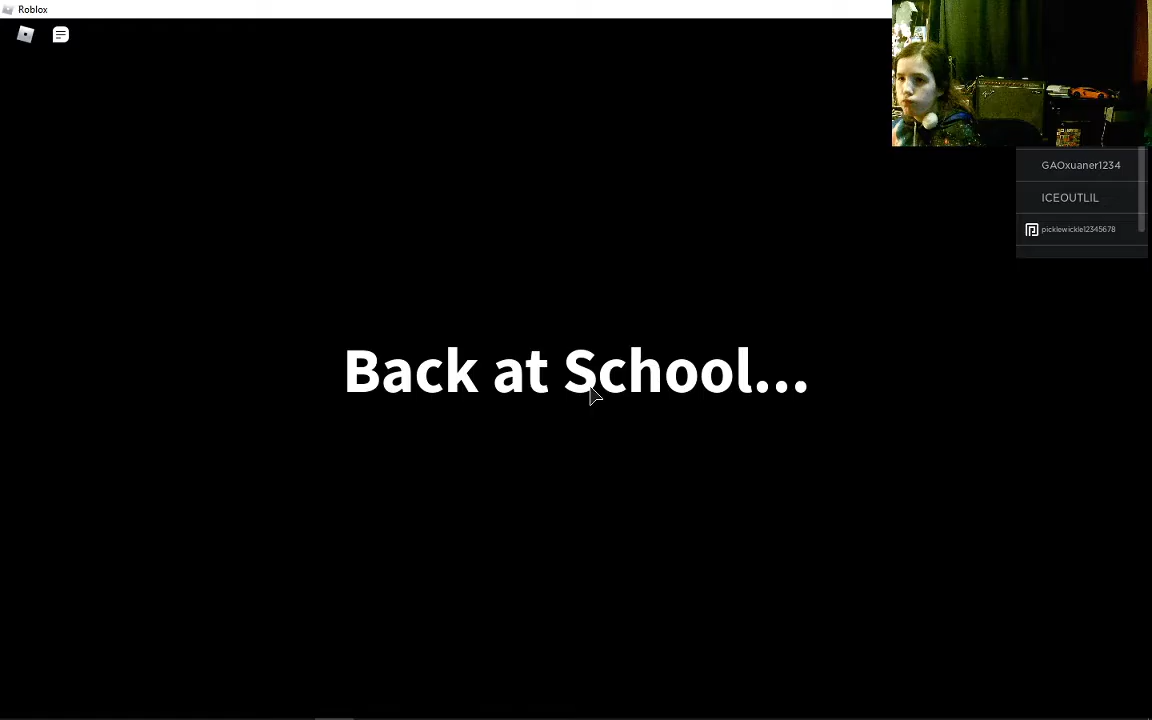 Roblox
GAOxuaner1234
ICEOUTLIL
picklewickle12345678
Back at School...